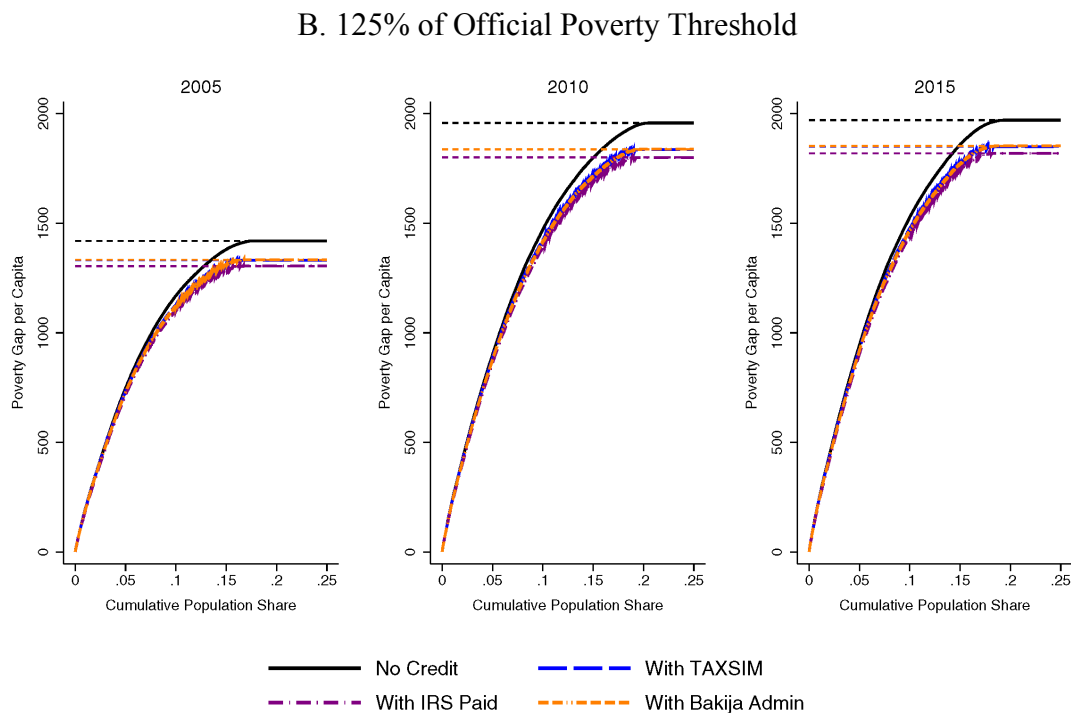 B. 125% of Official Poverty Threshold
2005
2010
2015
Poverty Gap per Capita
0
500
1000
1500
2000
0 .05 .1 .15 .2 .25
Cumulative Population Share
Poverty Gap per Capita
0
500
1000
1500
2000
0 .05 .1 .15 .2 .25
Cumulative Population Share
Poverty Gap per Capita
0
500
1000
1500
2000
0 .05 .1 .15 .2 .25
Cumulative Population Share
No Credit
With TAXSIM
With IRS Paid
With Bakija Admin